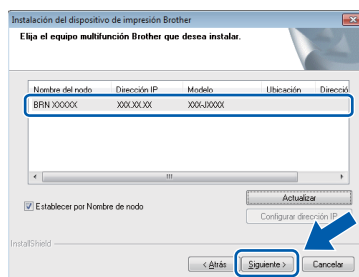 Instalación del dispositivo de impresión Brother
Elija el equipo multifunción Brother que desea instalar.
Nombre del nodo Dirección IP Modelo Ubicación Direcció
BRN XXXXXX XXX.XX.XX XXX-JXXXX
Actualizar
Establecer por Nombre de nodo
Configurar dirección IP
InstallShield
< Atrás Siguiente > Cancelar